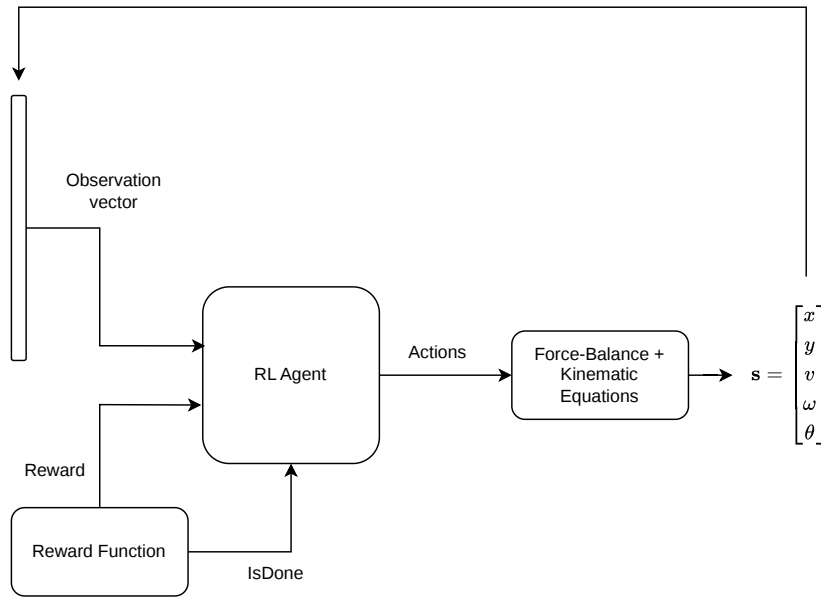 Observation
vector
RL Agent
Actions
Force-Balance +
Kinematic
Equations
s =
x
y
v
ω
θ
Reward
Reward Function
IsDone